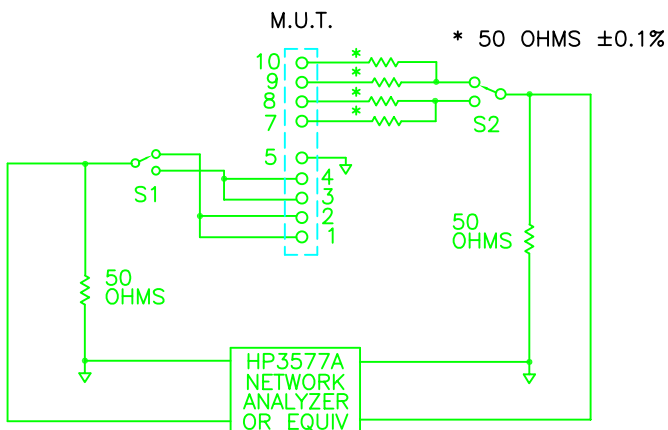 M.U.T.
* 50 OHMS ±0.1%
10 *
9 *
8 *
7 *
S2
5
4
3
2
1
S1
50
OHMS
50
OHMS
HP3577A
NETWORK
ANALYZER
OR EQUIV